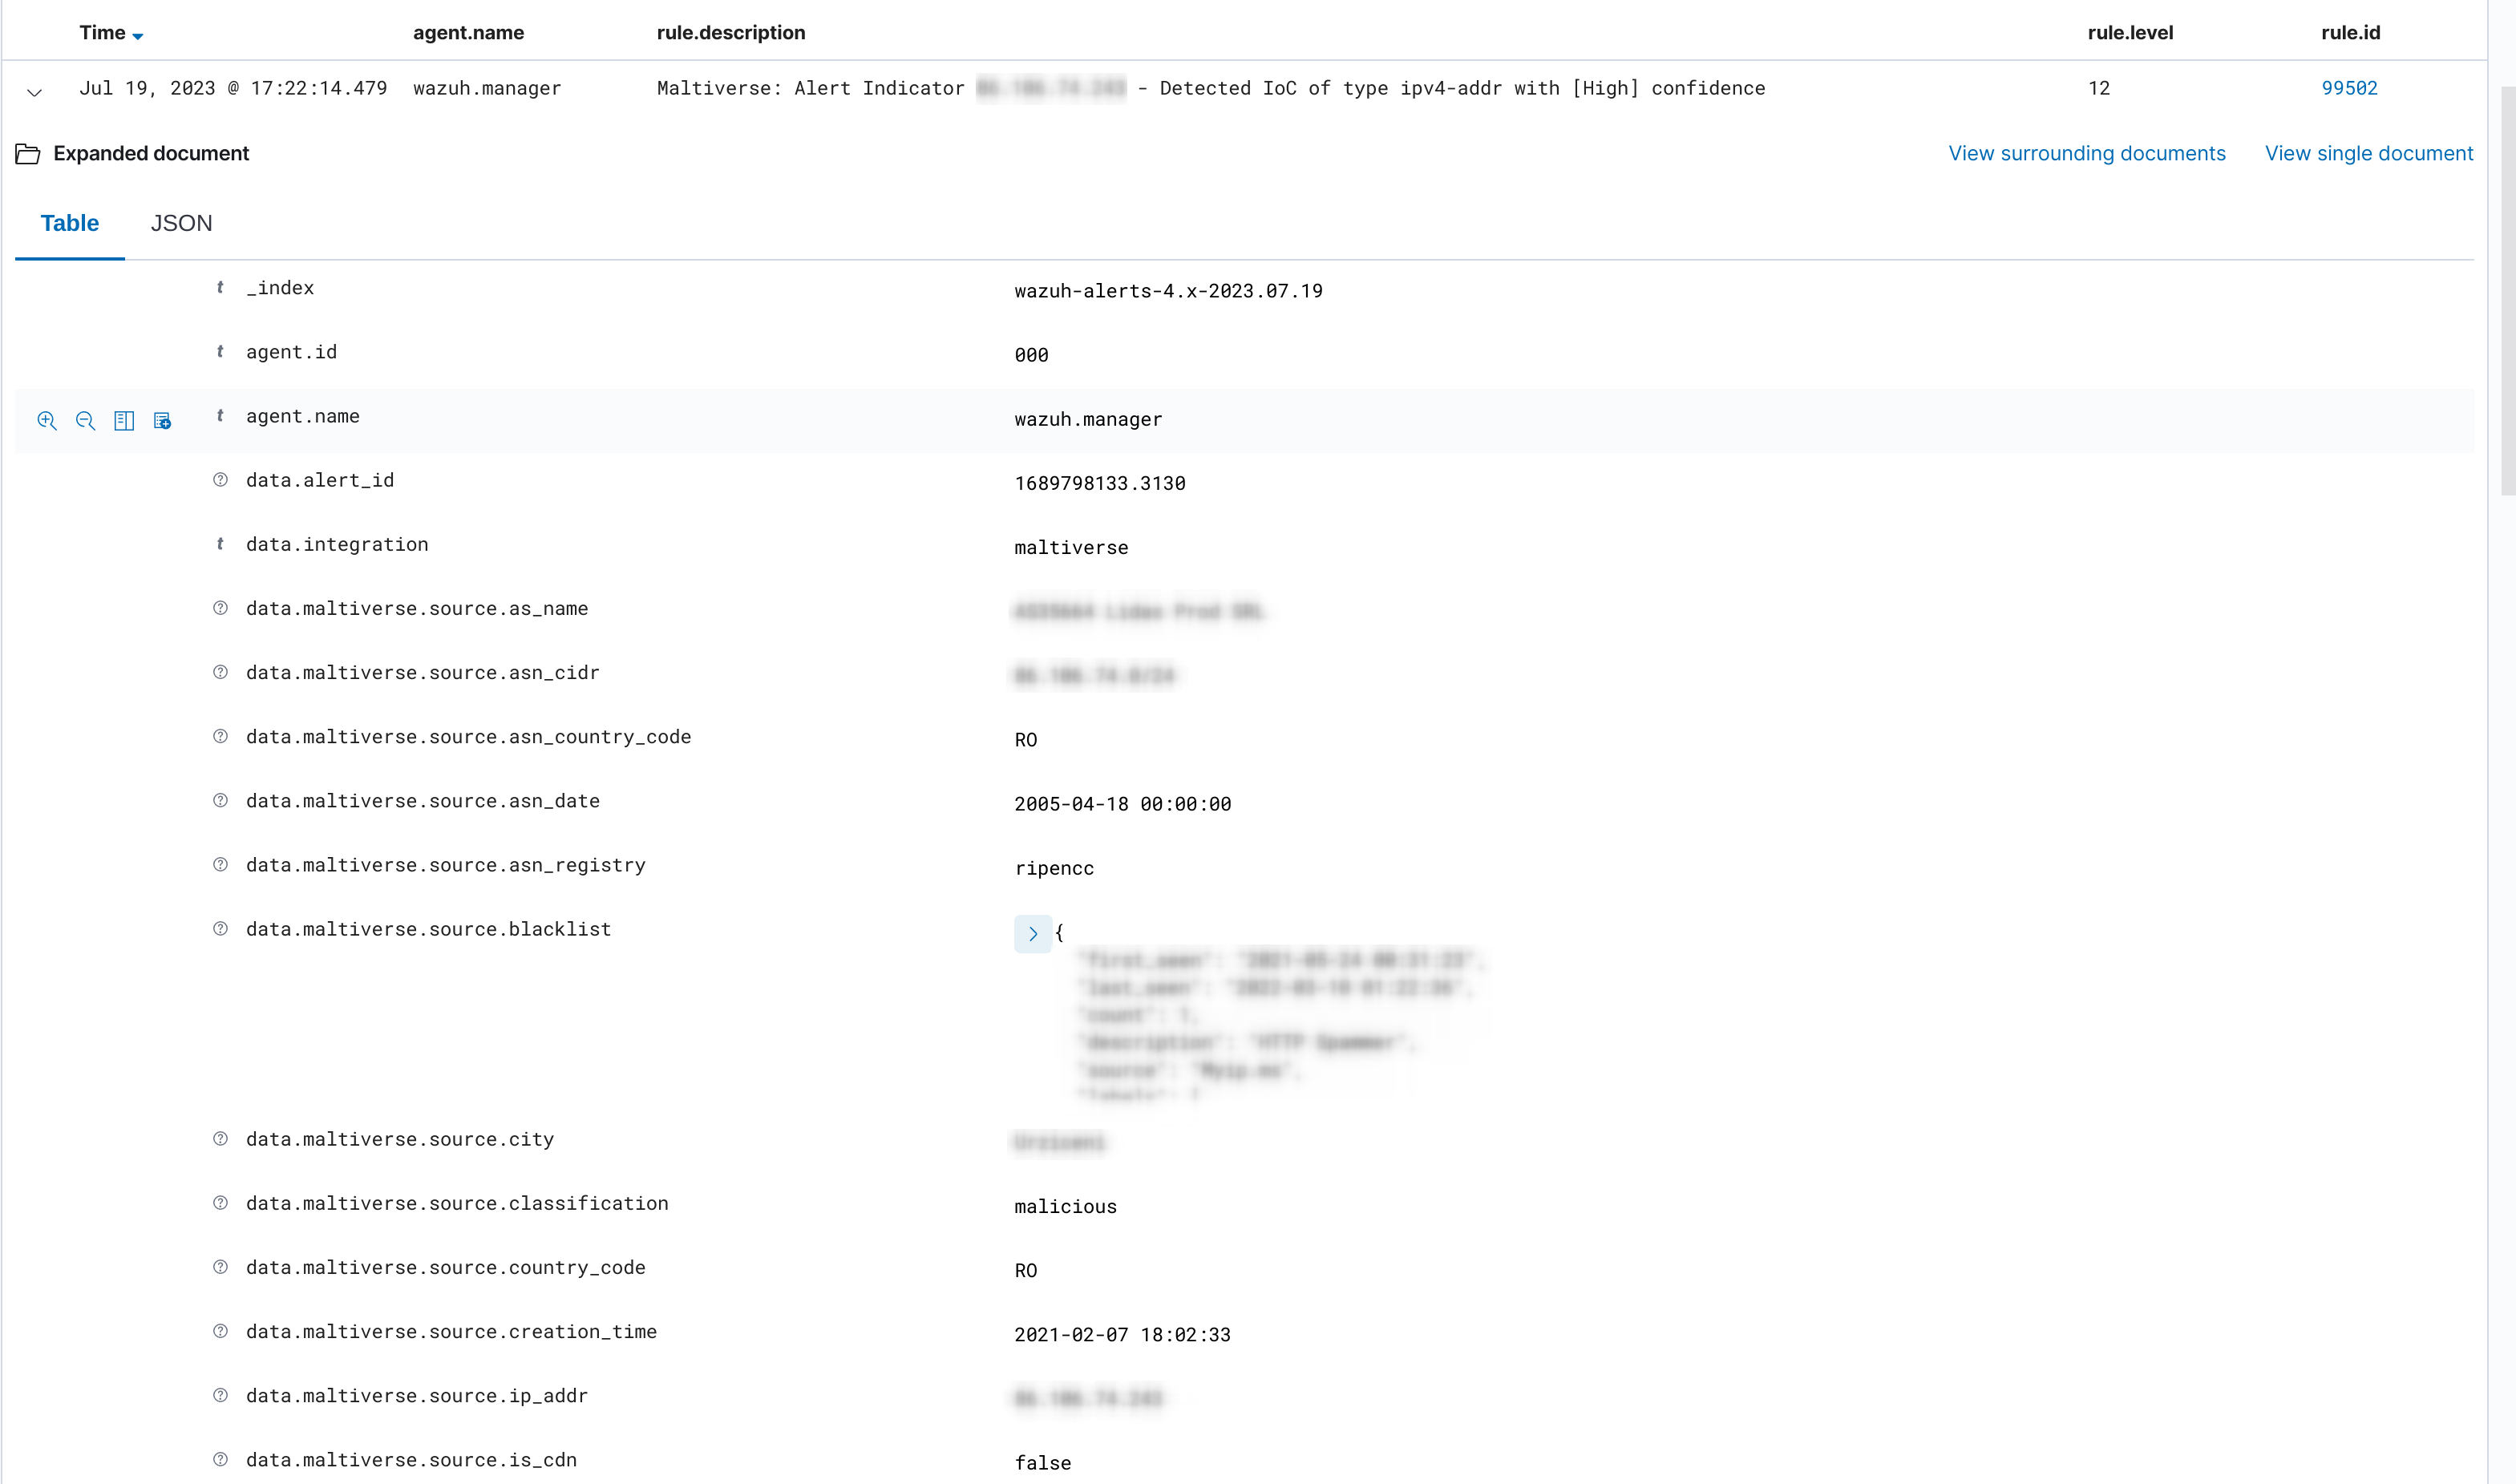 Time agent.name rule.description rule.level rule.id
Jul 19, 2023 @ 17:22:14.479 wazuh.manager Maltiverse: Alert Indicator - Detected IoC of type ipv4-addr with [High] confidence 12 99502
Expanded document View surrounding documents View single document
Table JSON
t _index wazuh-alerts-4.x-2023.07.19
t agent.id 000
t agent.name wazuh.manager
data.alert_id 1689798133.3130
t data.integration maltiverse
data.maltiverse.source.as_name
data.maltiverse.source.asn_cidr
data.maltiverse.source.asn_country_code RO
data.maltiverse.source.asn_date 2005-04-18 00:00:00
data.maltiverse.source.asn_registry ripencc
data.maltiverse.source.blacklist {
data.maltiverse.source.city
data.maltiverse.source.classification malicious
data.maltiverse.source.country_code RO
data.maltiverse.source.creation_time 2021-02-07 18:02:33
data.maltiverse.source.ip_addr
data.maltiverse.source.is_cdn false